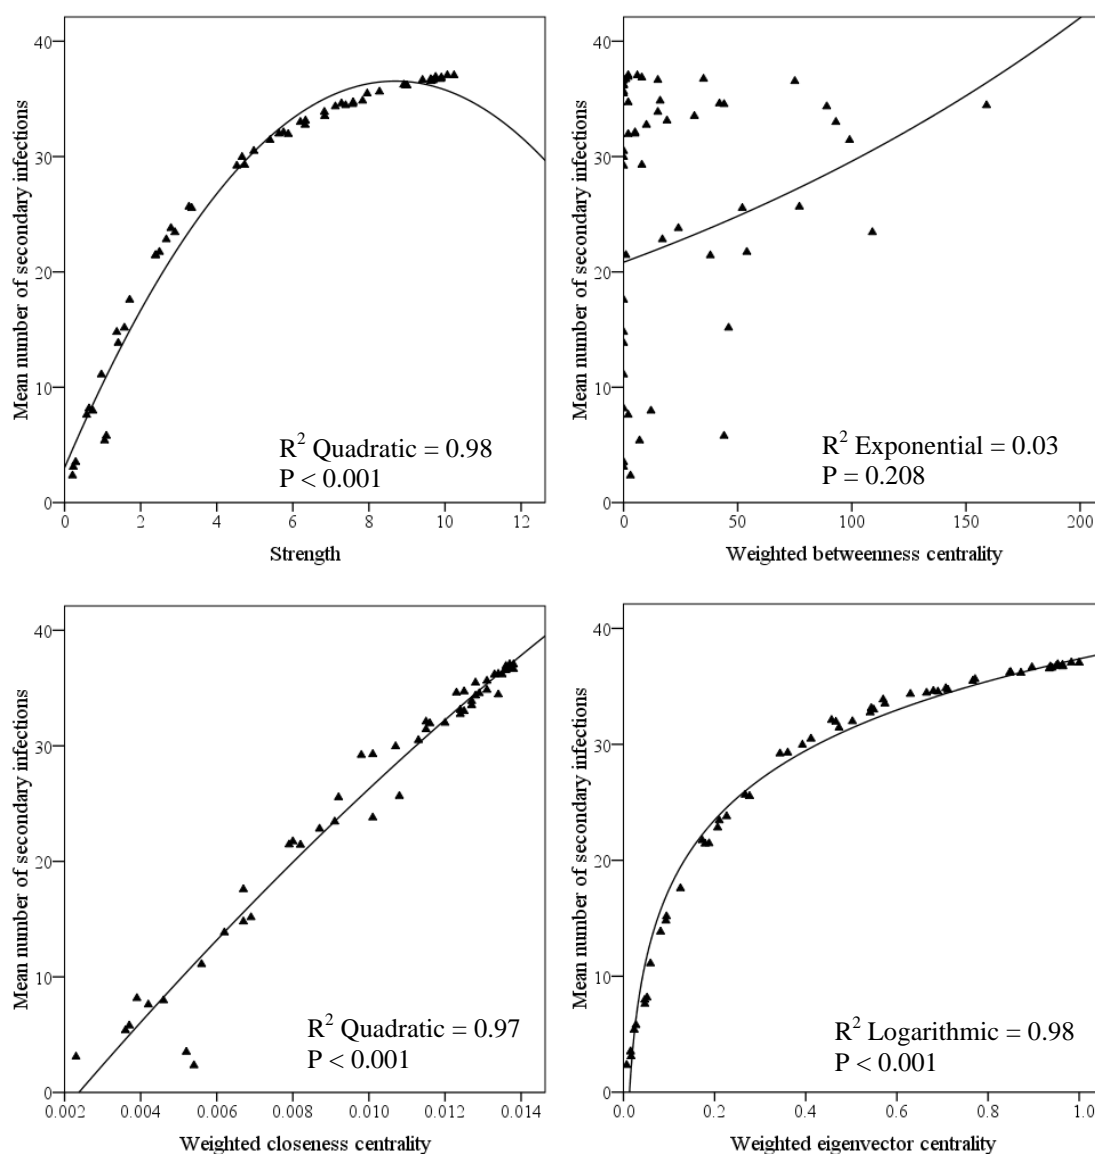 Mean number of secondary infections
40
30
20
10
0
R² Quadratic = 0.98
P < 0.001
0 2 4 6 8 10 12
Strength
Mean number of secondary infections
40
30
20
10
0
R² Exponential = 0.03
P = 0.208
0 50 100 150 200
Weighted betweenness centrality
Mean number of secondary infections
40
30
20
10
0
R² Quadratic = 0.97
P < 0.001
0.002 0.004 0.006 0.008 0.010 0.012 0.014
Weighted closeness centrality
Mean number of secondary infections
40
30
20
10
0
R² Logarithmic = 0.98
P < 0.001
0.0 0.2 0.4 0.6 0.8 1.0
Weighted eigenvector centrality